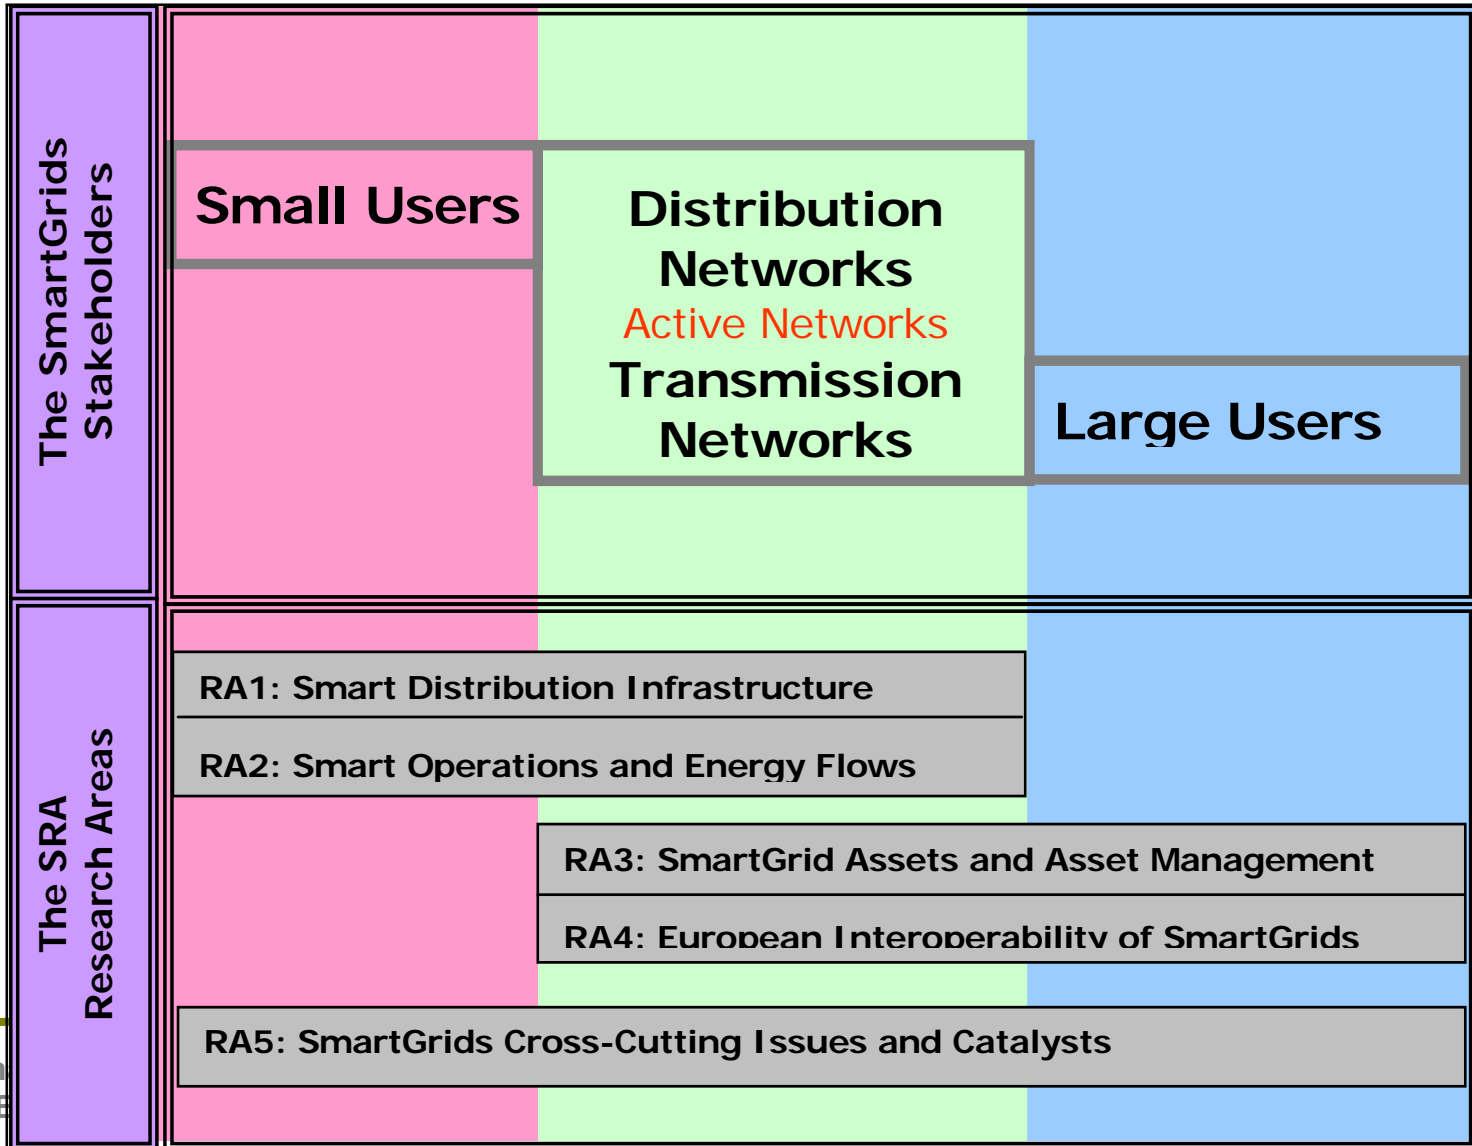 The SmartGrids
Stakeholders
Small Users
Distribution
Networks
Active Networks
Transmission
Networks
Large Users
The SRA
Research Areas
RA1: Smart Distribution Infrastructure
RA2: Smart Operations and Energy Flows
RA3: SmartGrid Assets and Asset Management
RA4: European Interoperability of SmartGrids
RA5: SmartGrids Cross-Cutting Issues and Catalysts